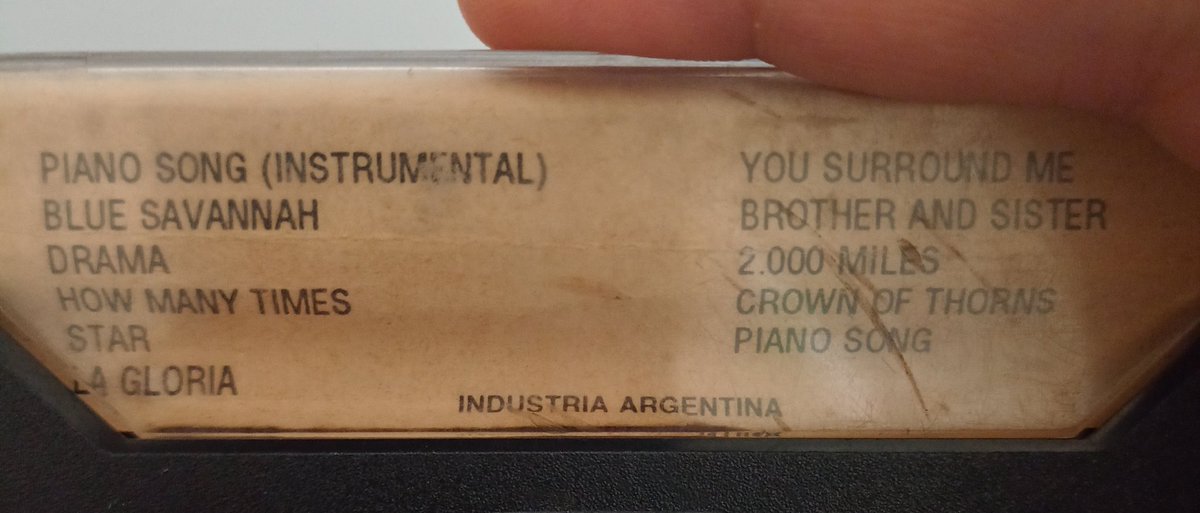 PIANO SONG (INSTRUMENTAL)
BLUE SAVANNAH
DRAMA
HOW MANY TIMES
STAR
LA GLORIA
YOU SURROUND ME
BROTHER AND SISTER
2.000 MILES
CROWN OF THORNS
PIANO SONG
INDUSTRIA ARGENTINA